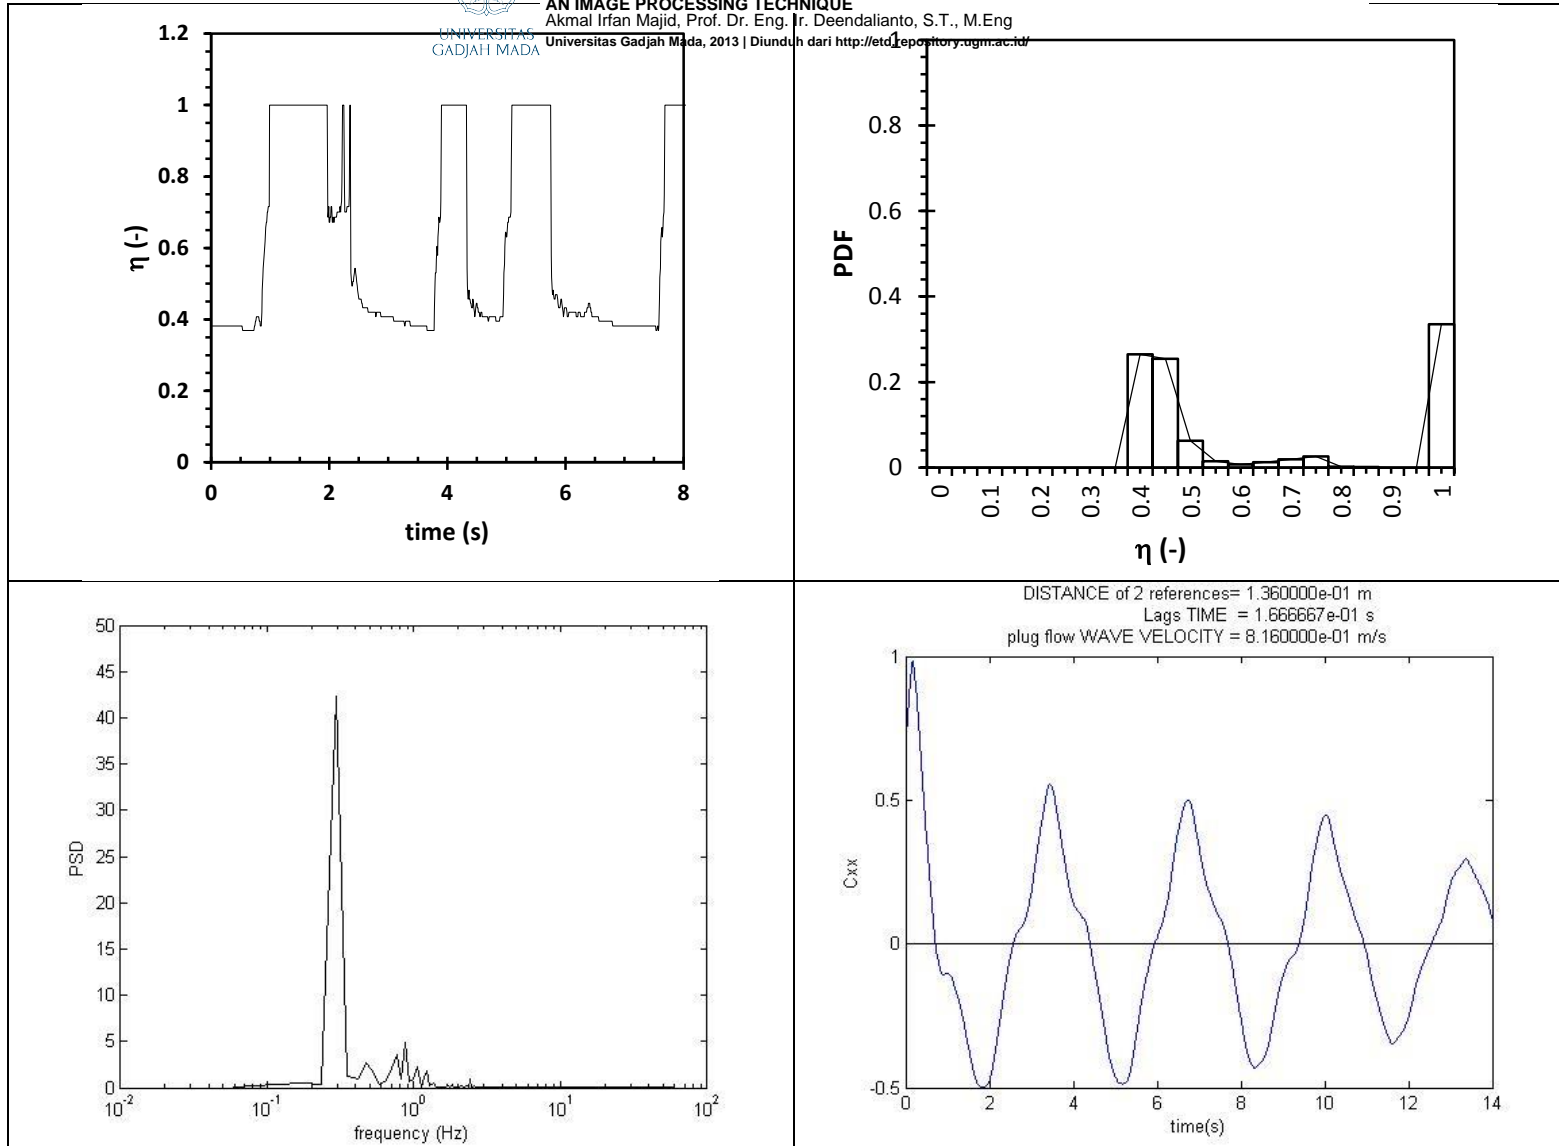 AN IMAGE PROCESSING TECHNIQUE
Akmal Irfan Majid, Prof. Dr. Eng. Ir. Deendalianto, S.T., M.Eng
UNIVERSITAS
GADJAH MADA
Universitas Gadjah Mada, 2013 | Diunduh dari http://etd.repository.ugm.ac.id/
1.2
1
0.8
0.6
0.4
0.2
0
η (-)
0 2 4 6 8
time (s)
1
0.8
0.6
0.4
0.2
0
PDF
0 0.1 0.2 0.3 0.4 0.5 0.6 0.7 0.8 0.9 1
η (-)
50
45
40
35
30
25
20
15
10
5
0
PSD
10-2 10-1 100 101 102
frequency (Hz)
DISTANCE of 2 references= 1.360000e-01 m
Lags TIME = 1.666667e-01 s
plug flow WAVE VELOCITY = 8.160000e-01 m/s
1
0.5
0
-0.5
Cxx
0 2 4 6 8 10 12 14
time(s)